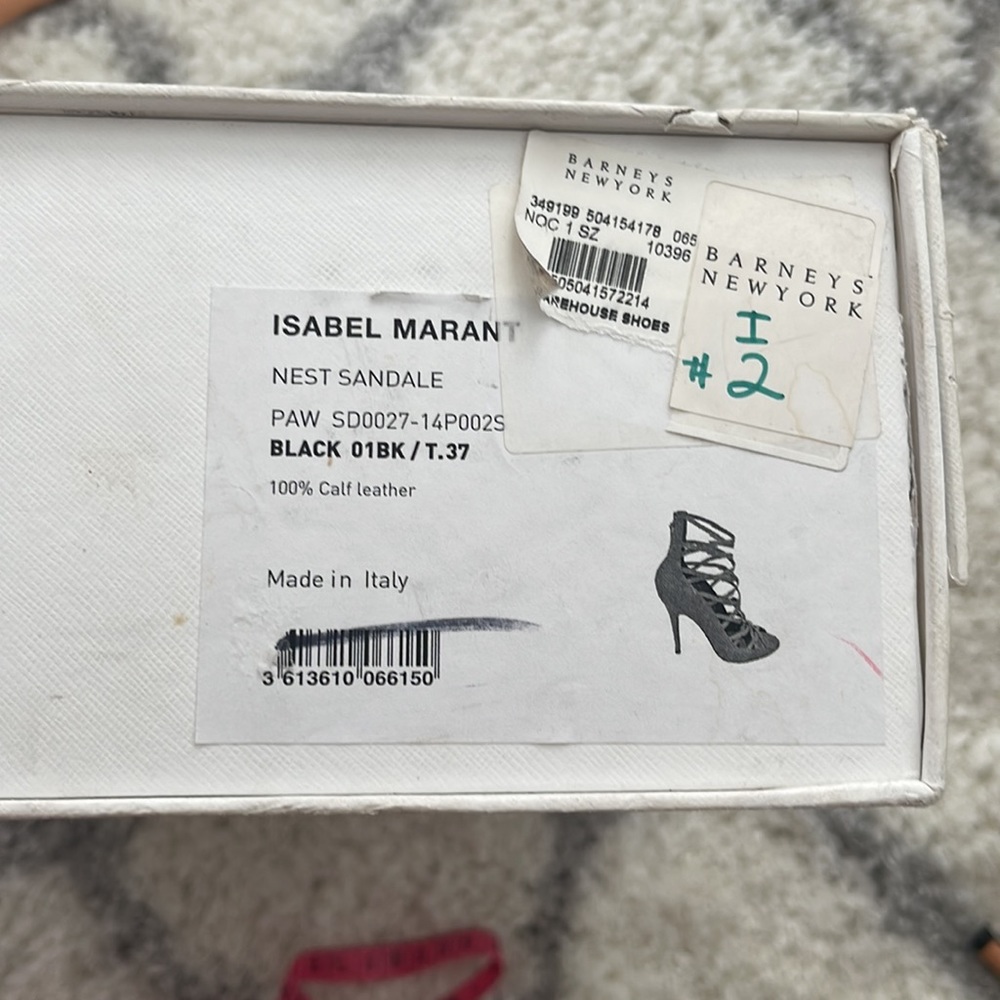 BARNEYS
NEWYORK
349199 504154178 065
NOC 1 SZ 10396
505041572214
AREHOUSE SHOES
BARNEYS
NEWYORK
I
#2
ISABEL MARANT
NEST SANDALE
PAW SD0027-14P002S
BLACK 01BK / T.37
100% Calf leather
Made in Italy
3 613610 066150